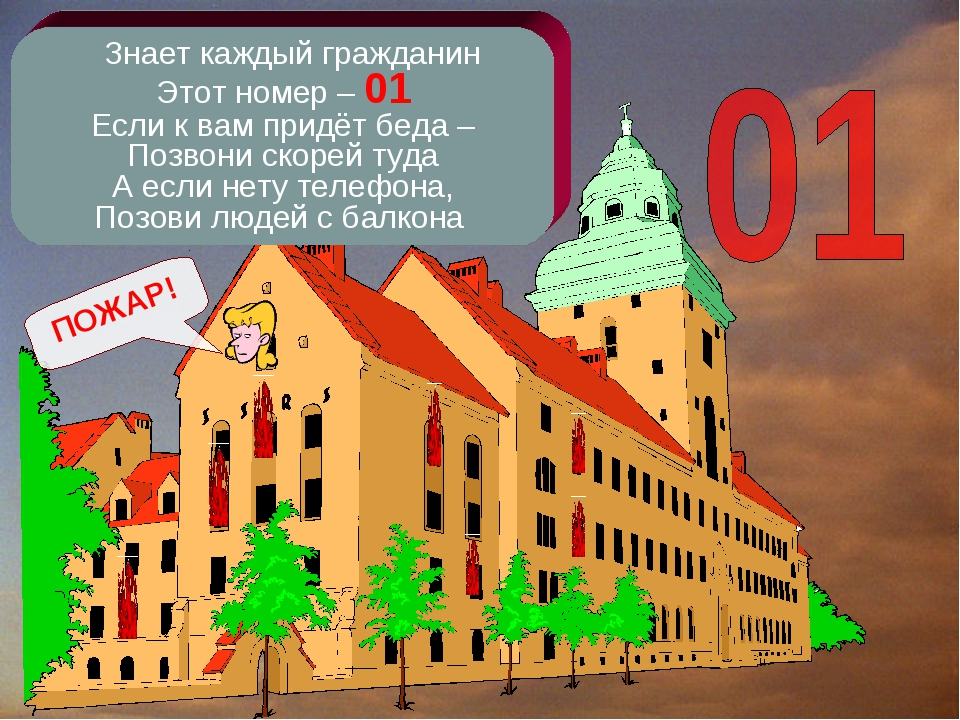 Знает каждый гражданин
Этот номер – 01
Если к вам придёт беда –
Позвони скорей туда
А если нету телефона,
Позови людей с балкона
01
ПОЖАР!
S S R S